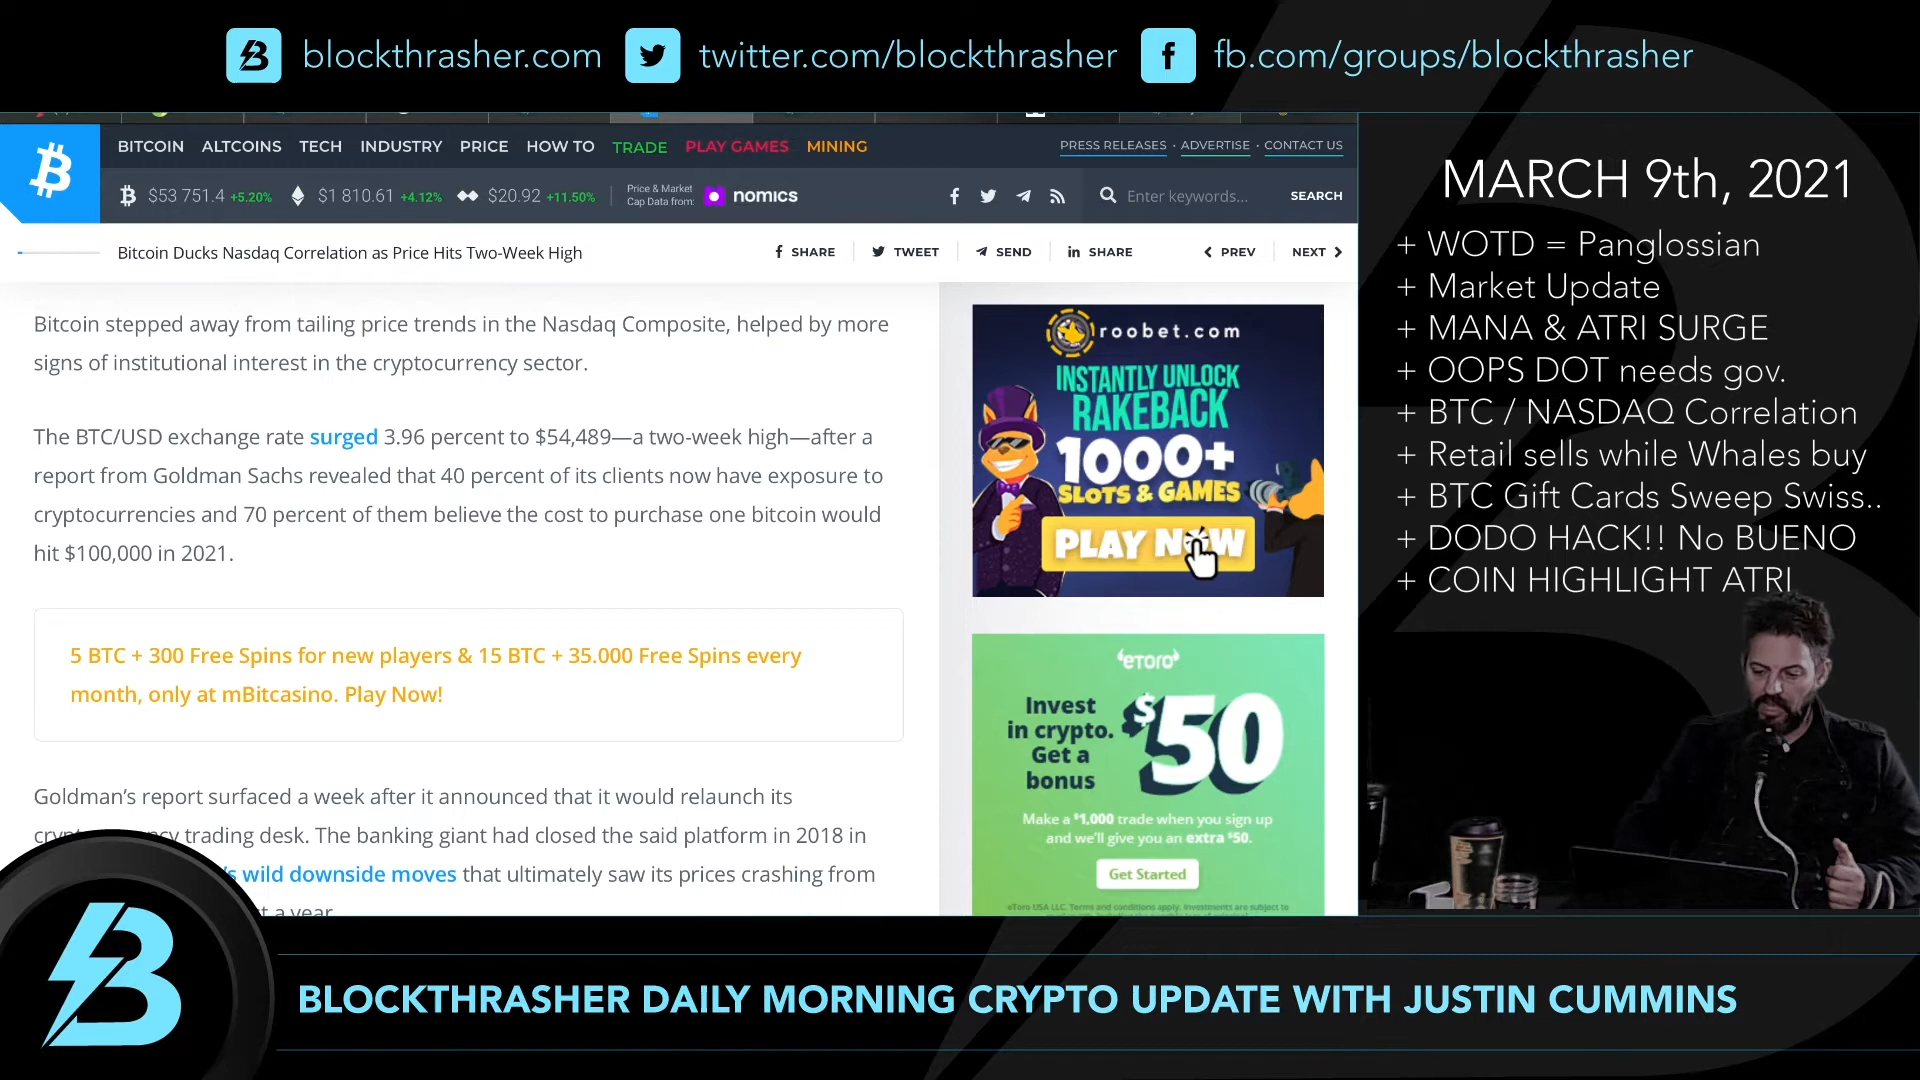 blockthrasher.com twitter.com/blockthrasher fb.com/groups/blockthrasher
BITCOIN ALTCOINS TECH INDUSTRY PRICE HOW TO TRADE PLAY GAMES MINING PRESS RELEASES · ADVERTISE · CONTACT US
$53 751.4 +5.20% $1 810.61 +4.12% $20.92 +11.50% Price & Market Cap Data from: nomics Enter keywords... SEARCH
Bitcoin Ducks Nasdaq Correlation as Price Hits Two-Week High SHARE TWEET SEND SHARE PREV NEXT
Bitcoin stepped away from tailing price trends in the Nasdaq Composite, helped by more
signs of institutional interest in the cryptocurrency sector.
The BTC/USD exchange rate surged 3.96 percent to $54,489—a two-week high—after a
report from Goldman Sachs revealed that 40 percent of its clients now have exposure to
cryptocurrencies and 70 percent of them believe the cost to purchase one bitcoin would
hit $100,000 in 2021.
5 BTC + 300 Free Spins for new players & 15 BTC + 35.000 Free Spins every
month, only at mBitcasino. Play Now!
Goldman's report surfaced a week after it announced that it would relaunch its
trading desk. The banking giant had closed the said platform in 2018 in
's wild downside moves that ultimately saw its prices crashing from
a year
roobet.com
INSTANTLY UNLOCK
RAKEBACK
1000+
SLOTS & GAMES
PLAY NOW
eToro
Invest
in crypto.
Get a
bonus
$50
Make a $1,000 trade when you sign up
and we'll give you an extra $50.
Get Started
eToro USA LLC. Terms and conditions apply. Investments are subject to
MARCH 9th, 2021
+ WOTD = Panglossian
+ Market Update
+ MANA & ATRI SURGE
+ OOPS DOT needs gov.
+ BTC / NASDAQ Correlation
+ Retail sells while Whales buy
+ BTC Gift Cards Sweep Swiss..
+ DODO HACK!! No BUENO
+ COIN HIGHLIGHT ATRI
BLOCKTHRASHER DAILY MORNING CRYPTO UPDATE WITH JUSTIN CUMMINS